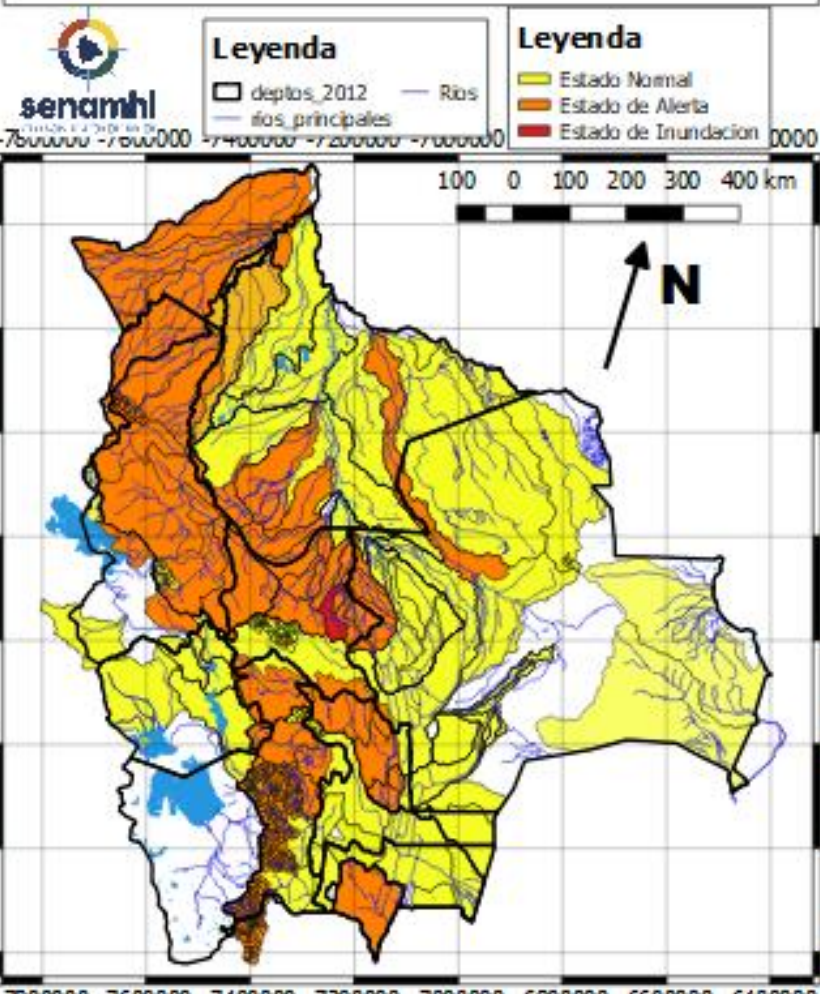 senamhi
Leyenda
deptos_2012 Rios
rios_principales
Leyenda
Estado Normal
Estado de Alerta
Estado de Inundacion
-7800000 -7600000 -7400000 -7200000 -7000000
100 0 100 200 300 400 km
N